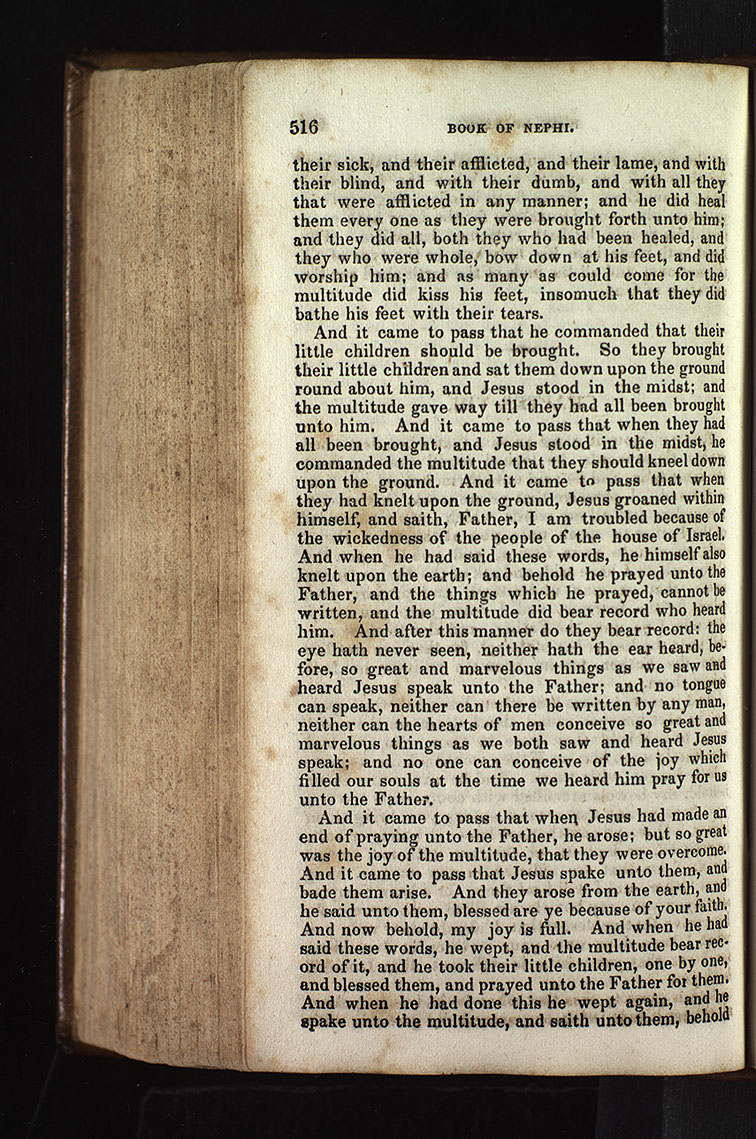 516 BOOK OF NEPHI.
their sick, and their afflicted, and their lame, and with
their blind, and with their dumb, and with all they
that were afflicted in any manner; and he did heal
them every one as they were brought forth unto him;
and they did all, both they who had been healed, and
they who were whole, bow down at his feet, and did
worship him; and as many as could come for the
multitude did kiss his feet, insomuch that they did
bathe his feet with their tears.
And it came to pass that he commanded that their
little children should be brought. So they brought
their little children and sat them down upon the ground
round about him, and Jesus stood in the midst; and
the multitude gave way till they had all been brought
unto him. And it came to pass that when they had
all been brought, and Jesus stood in the midst, he
commanded the multitude that they should kneel down
upon the ground. And it came to pass that when
they had knelt upon the ground, Jesus groaned within
himself, and saith, Father, I am troubled because of
the wickedness of the people of the house of Israel.
And when he had said these words, he himself also
knelt upon the earth; and behold he prayed unto the
Father, and the things which he prayed, cannot be
written, and the multitude did bear record who heard
him. And after this manner do they bear record: the
eye hath never seen, neither hath the ear heard, be-
fore, so great and marvelous things as we saw and
heard Jesus speak unto the Father; and no tongue
can speak, neither can there be written by any man,
neither can the hearts of men conceive so great and
marvelous things as we both saw and heard Jesus
speak; and no one can conceive of the joy which
filled our souls at the time we heard him pray for us
unto the Father.
And it came to pass that when Jesus had made an
end of praying unto the Father, he arose; but so great
was the joy of the multitude, that they were overcome.
And it came to pass that Jesus spake unto them, and
bade them arise. And they arose from the earth, and
he said unto them, blessed are ye because of your faith.
And now behold, my joy is full. And when he had
said these words, he wept, and the multitude bear rec-
ord of it, and he took their little children, one by one,
and blessed them, and prayed unto the Father for them.
And when he had done this he wept again, and he
spake unto the multitude, and saith unto them, behold